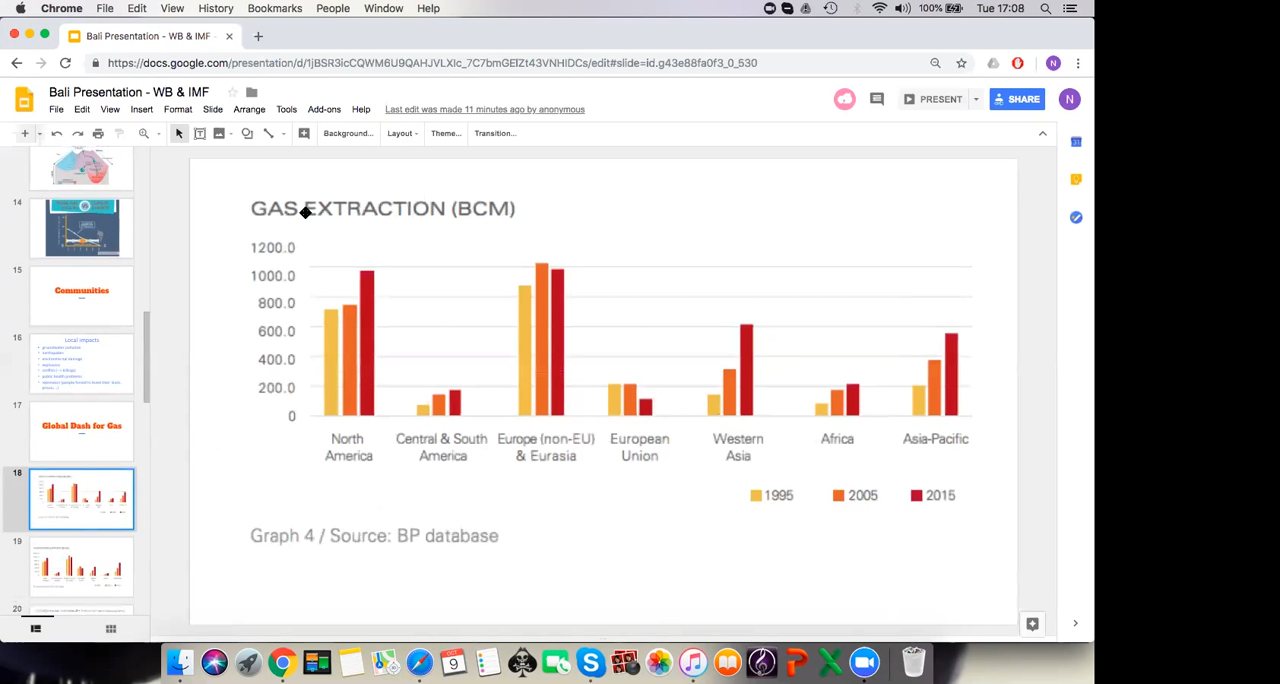 Chrome File Edit View History Bookmarks People Window Help 100% Tue 17:08
Bali Presentation - WB & IMF
https://docs.google.com/presentation/d/1jBSR3icCQWM6U9QAHJVLXIc_7C7bmGEIZt43VNHIDCs/edit#slide=id.g43e88fa0f3_0_530
Bali Presentation - WB & IMF
File Edit View Insert Format Slide Arrange Tools Add-ons Help Last edit was made 11 minutes ago by anonymous
PRESENT SHARE N
Background... Layout Theme... Transition...
14
15
Communities
16
Local impacts
17
Global Dash for Gas
18
19
20
GAS EXTRACTION (BCM)
1200.0
1000.0
800.0
600.0
400.0
200.0
0
North America
Central & South America
Europe (non-EU) & Eurasia
European Union
Western Asia
Africa
Asia-Pacific
1995 2005 2015
Graph 4 / Source: BP database
OCT
9